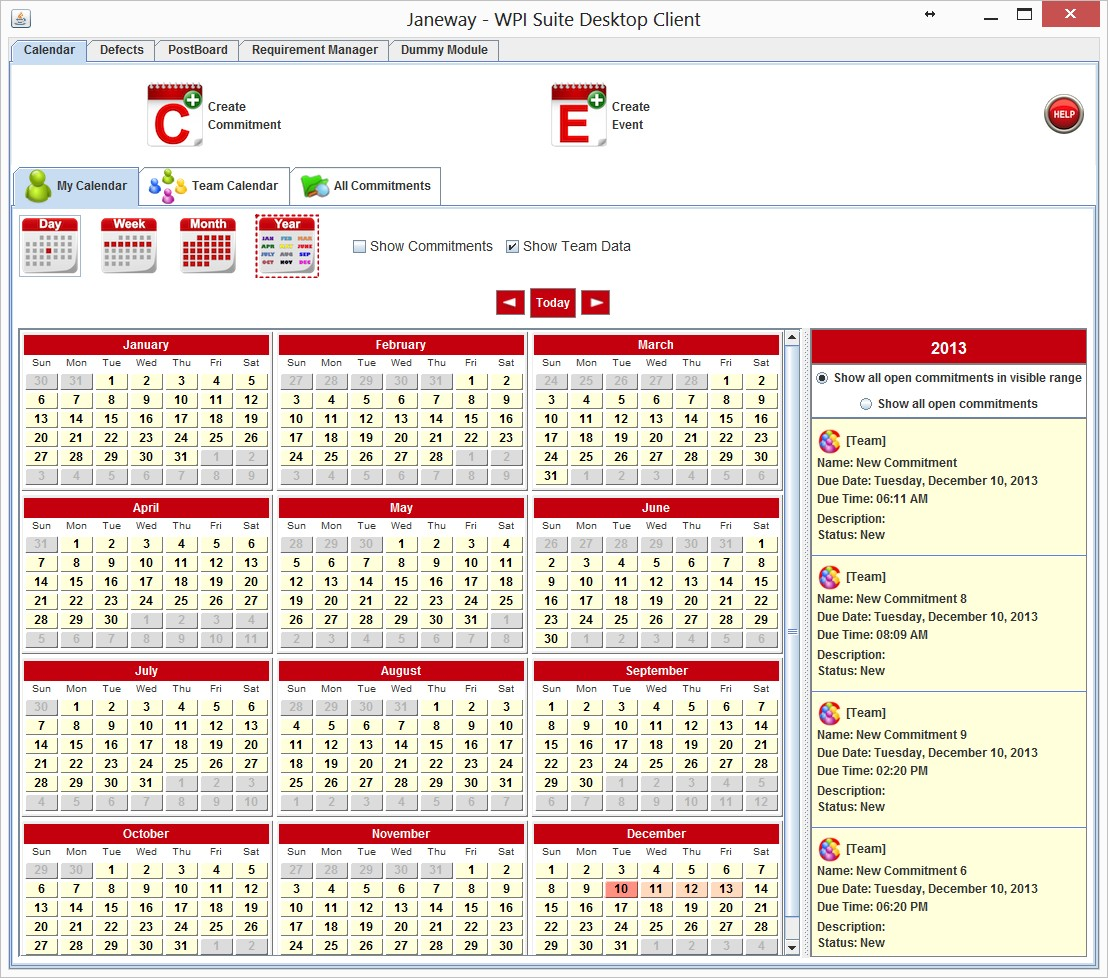 Janeway - WPI Suite Desktop Client
Calendar Defects PostBoard Requirement Manager Dummy Module
C
Create
Commitment
E
Create
Event
HELP
My Calendar Team Calendar All Commitments
Day Week Month Year
JAN FEB MAR
APR MAY JUNE
JULY AUG SEP
OCT NOV DEC
Show Commitments Show Team Data
Today
January
Sun Mon Tue Wed Thu Fri Sat
30 31 1 2 3 4 5
6 7 8 9 10 11 12
13 14 15 16 17 18 19
20 21 22 23 24 25 26
27 28 29 30 31 1 2
3 4 5 6 7 8 9
February
Sun Mon Tue Wed Thu Fri Sat
27 28 29 30 31 1 2
3 4 5 6 7 8 9
10 11 12 13 14 15 16
17 18 19 20 21 22 23
24 25 26 27 28 1 2
3 4 5 6 7 8 9
March
Sun Mon Tue Wed Thu Fri Sat
24 25 26 27 28 1 2
3 4 5 6 7 8 9
10 11 12 13 14 15 16
17 18 19 20 21 22 23
24 25 26 27 28 29 30
31 1 2 3 4 5 6
April
Sun Mon Tue Wed Thu Fri Sat
31 1 2 3 4 5 6
7 8 9 10 11 12 13
14 15 16 17 18 19 20
21 22 23 24 25 26 27
28 29 30 1 2 3 4
5 6 7 8 9 10 11
May
Sun Mon Tue Wed Thu Fri Sat
28 29 30 1 2 3 4
5 6 7 8 9 10 11
12 13 14 15 16 17 18
19 20 21 22 23 24 25
26 27 28 29 30 31 1
2 3 4 5 6 7 8
June
Sun Mon Tue Wed Thu Fri Sat
26 27 28 29 30 31 1
2 3 4 5 6 7 8
9 10 11 12 13 14 15
16 17 18 19 20 21 22
23 24 25 26 27 28 29
30 1 2 3 4 5 6
July
Sun Mon Tue Wed Thu Fri Sat
30 1 2 3 4 5 6
7 8 9 10 11 12 13
14 15 16 17 18 19 20
21 22 23 24 25 26 27
28 29 30 31 1 2 3
4 5 6 7 8 9 10
August
Sun Mon Tue Wed Thu Fri Sat
28 29 30 31 1 2 3
4 5 6 7 8 9 10
11 12 13 14 15 16 17
18 19 20 21 22 23 24
25 26 27 28 29 30 31
1 2 3 4 5 6 7
September
Sun Mon Tue Wed Thu Fri Sat
1 2 3 4 5 6 7
8 9 10 11 12 13 14
15 16 17 18 19 20 21
22 23 24 25 26 27 28
29 30 1 2 3 4 5
6 7 8 9 10 11 12
October
Sun Mon Tue Wed Thu Fri Sat
29 30 1 2 3 4 5
6 7 8 9 10 11 12
13 14 15 16 17 18 19
20 21 22 23 24 25 26
27 28 29 30 31 1 2
November
Sun Mon Tue Wed Thu Fri Sat
27 28 29 30 31 1 2
3 4 5 6 7 8 9
10 11 12 13 14 15 16
17 18 19 20 21 22 23
24 25 26 27 28 29 30
December
Sun Mon Tue Wed Thu Fri Sat
1 2 3 4 5 6 7
8 9 10 11 12 13 14
15 16 17 18 19 20 21
22 23 24 25 26 27 28
29 30 31 1 2 3 4
2013
Show all open commitments in visible range
Show all open commitments
[Team]
Name: New Commitment
Due Date: Tuesday, December 10, 2013
Due Time: 06:11 AM
Description:
Status: New
[Team]
Name: New Commitment 8
Due Date: Tuesday, December 10, 2013
Due Time: 08:09 AM
Description:
Status: New
[Team]
Name: New Commitment 9
Due Date: Tuesday, December 10, 2013
Due Time: 02:20 PM
Description:
Status: New
[Team]
Name: New Commitment 6
Due Date: Tuesday, December 10, 2013
Due Time: 06:20 PM
Description:
Status: New